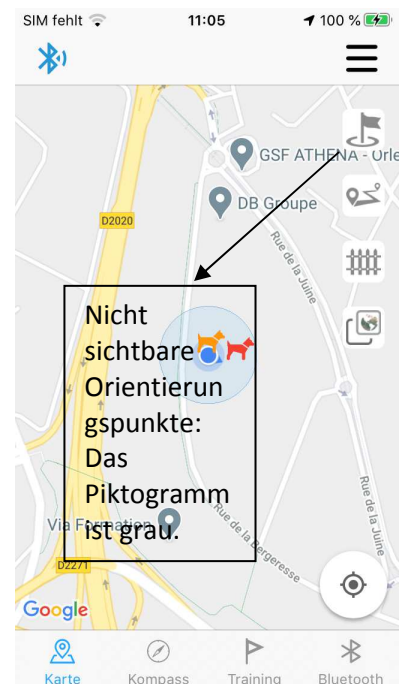 SIM fehlt 11:05 100 %
GSF ATHENA - Orle
DB Groupe
D2020
Rue de la Juine
Nicht
sichtbare
Orientierun
gspunkte:
Das
Piktogramm
ist grau.
Rue de la Juine
Via Formation
Rue de la Bergeresse
D2271
Google
Karte Kompass Training Bluetooth